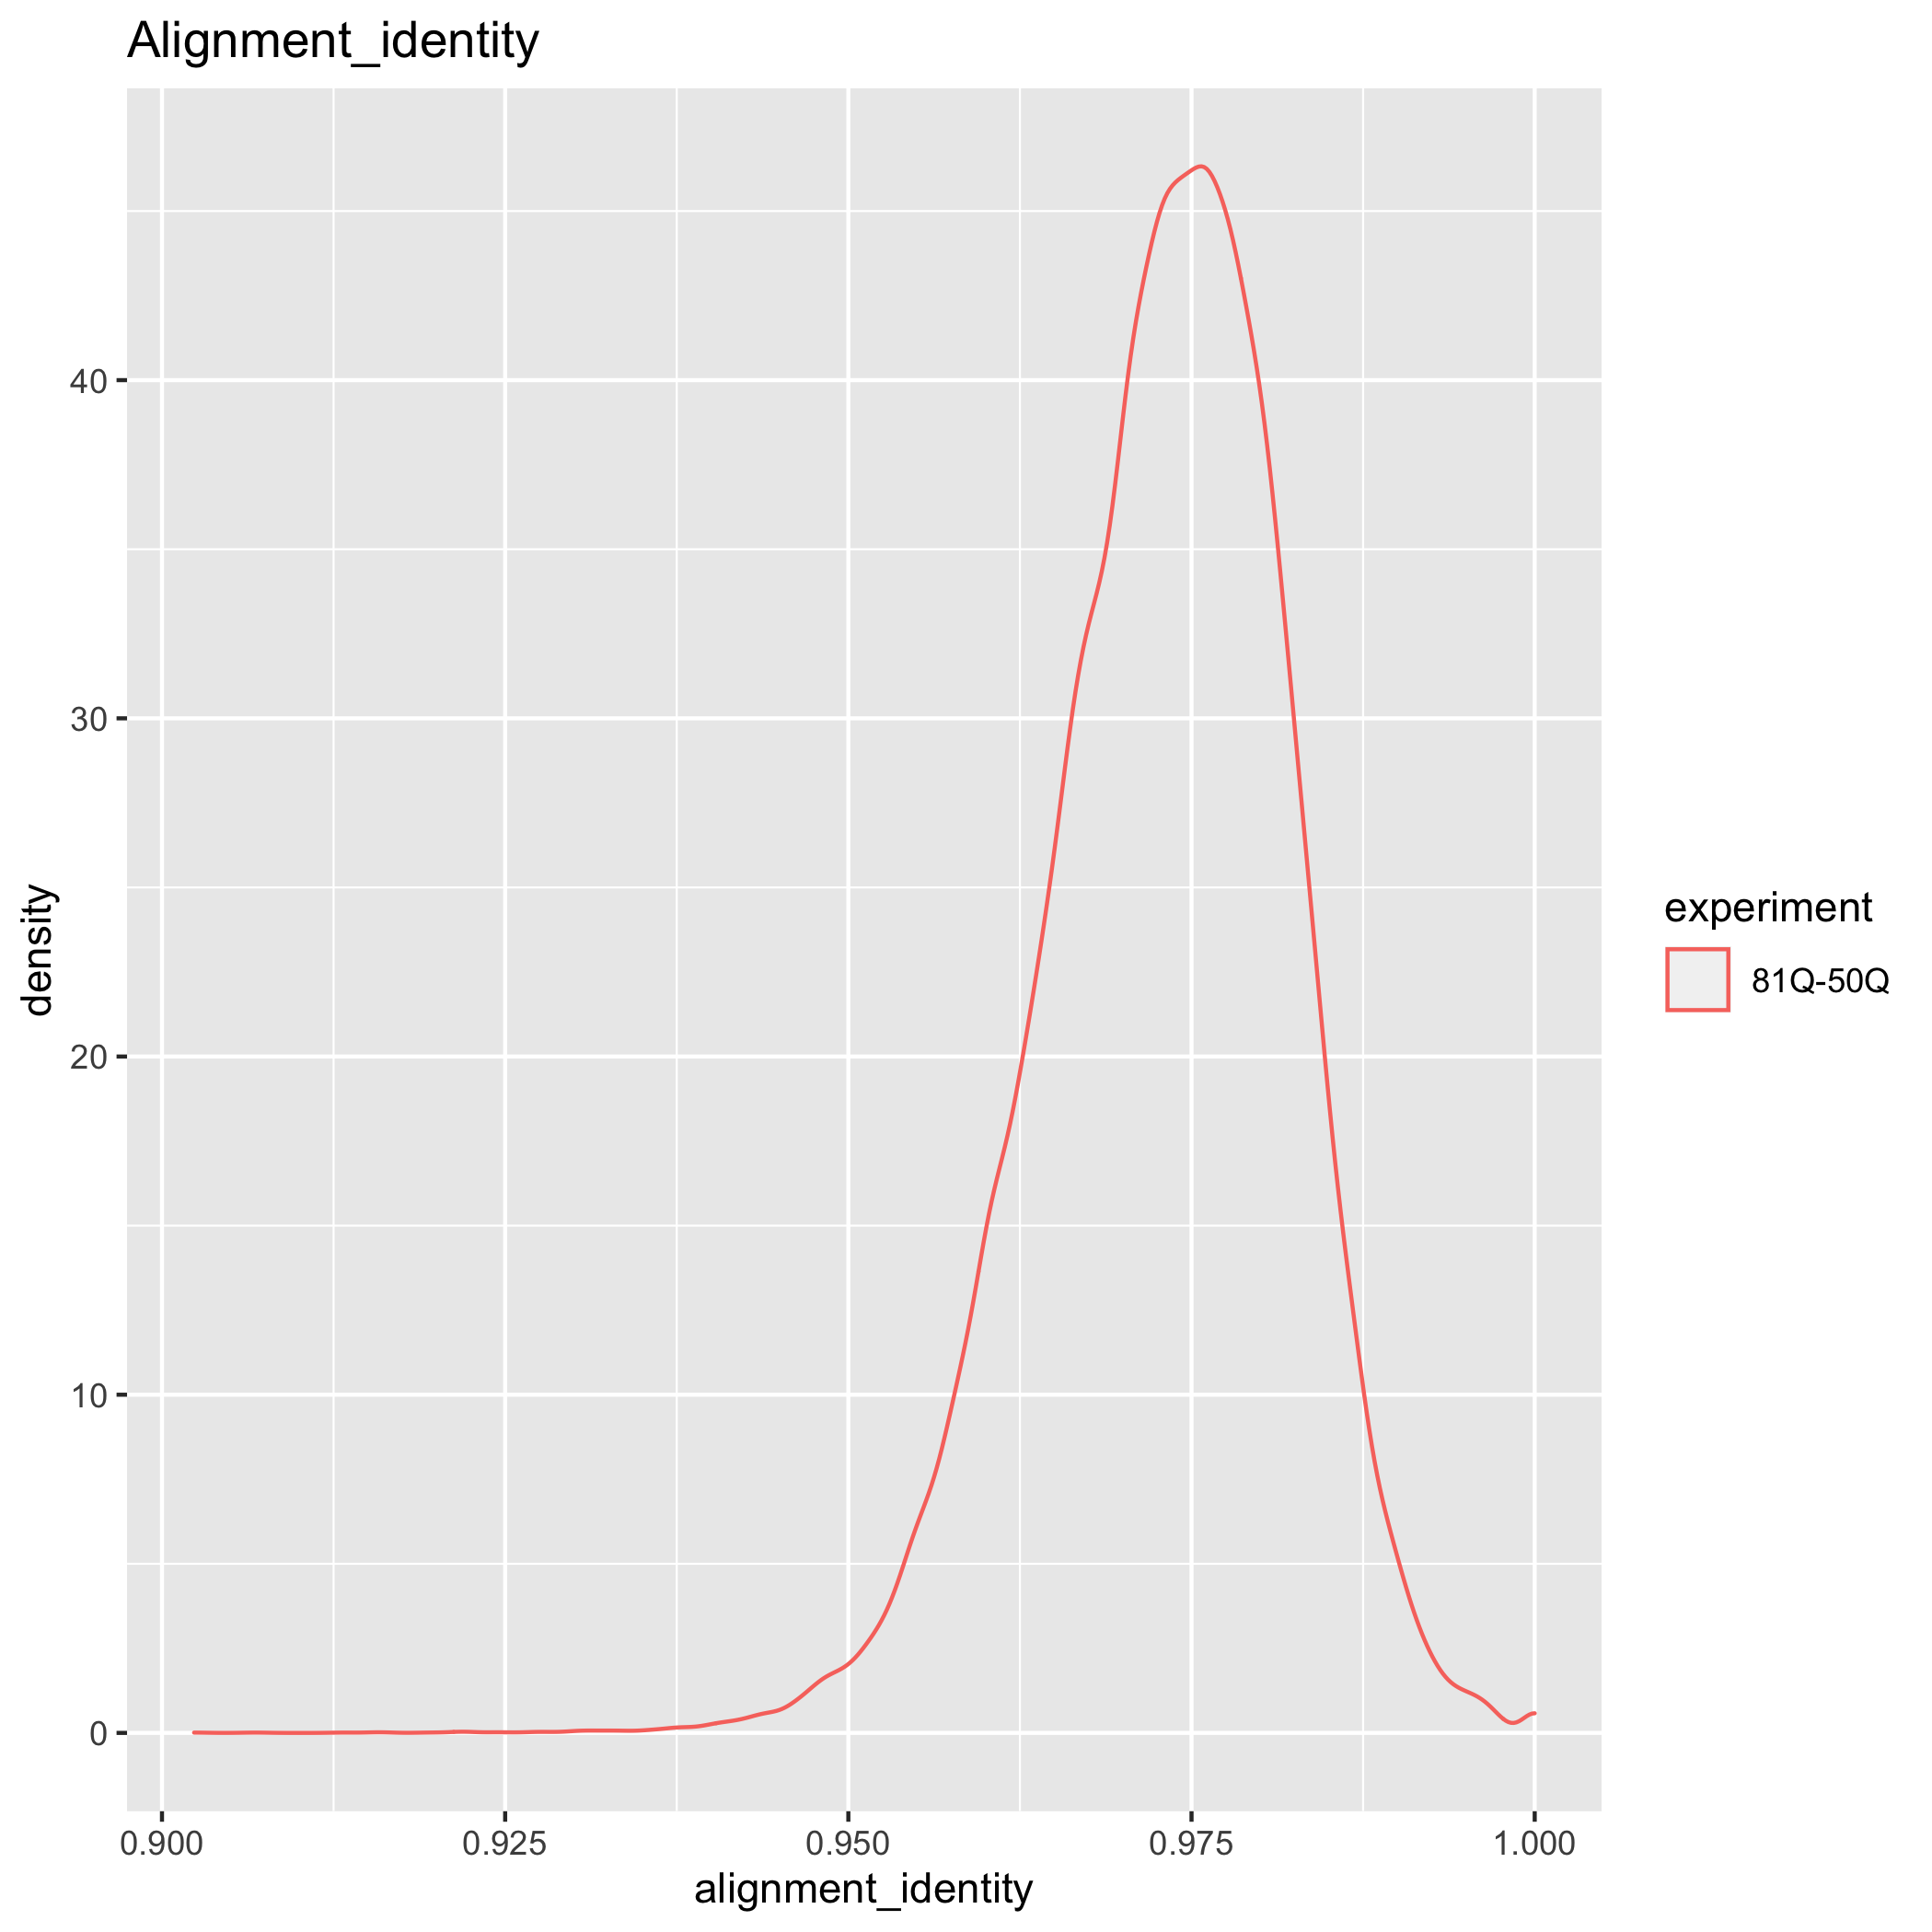 Alignment_identity
density
40
30
20
10
0
0.900 0.925 0.950 0.975 1.000
alignment_identity
experiment
81Q-50Q